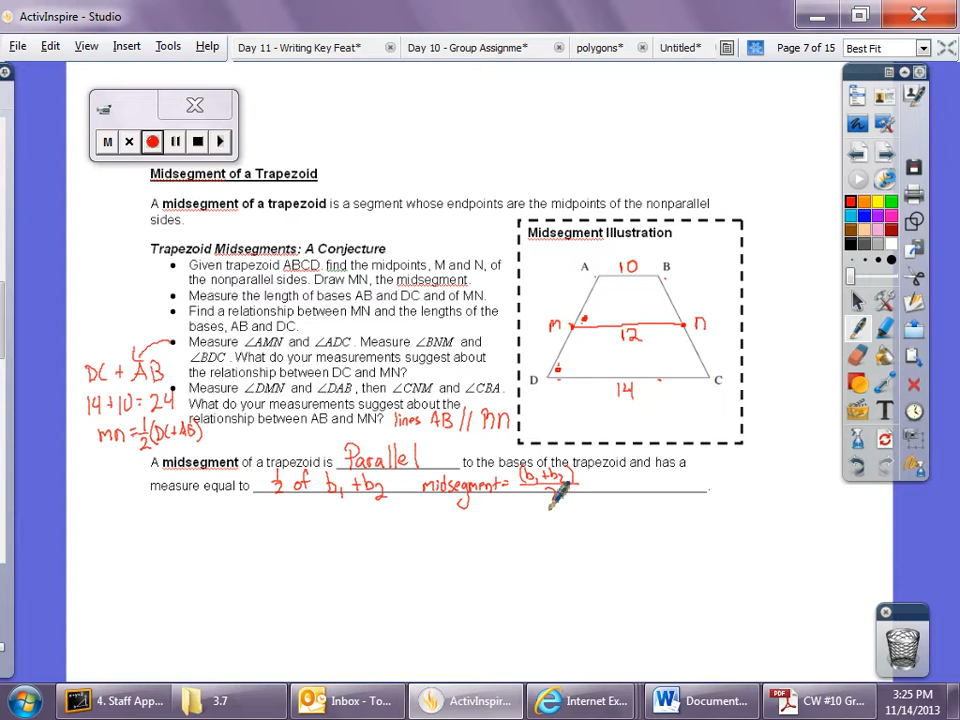 ActivInspire - Studio
File Edit View Insert Tools Help
Day 11 - Writing Key Feat* Day 10 - Group Assignme* polygons* Untitled* Page 7 of 15 Best Fit
M
Midsegment of a Trapezoid
A midsegment of a trapezoid is a segment whose endpoints are the midpoints of the nonparallel
sides.
Midsegment Illustration
Trapezoid Midsegments: A Conjecture
• Given trapezoid ABCD. find the midpoints, M and N, of
the nonparallel sides. Draw MN, the midsegment.
• Measure the length of bases AB and DC and of MN.
• Find a relationship between MN and the lengths of the
bases, AB and DC.
• Measure ∠AMN and ∠ADC. Measure ∠BNM and
∠BDC. What do your measurements suggest about
the relationship between DC and MN?
• Measure ∠DMN and ∠DAB, then ∠CNM and ∠CBA.
What do your measurements suggest about the
relationship between AB and MN? lines AB // MN
A 10 B
M N
12
D C
14
DC + AB
14+10=24
mn=1/2(DC+AB)
A midsegment of a trapezoid is Parallel to the bases of the trapezoid and has a
measure equal to 1/2 of b₁ + b₂ midsegment= (b₁+b₂)/2 .
4. Staff App... 3.7 Inbox - To... ActivInspire... Internet Ex... Document... CW #10 Gr...
3:25 PM
11/14/2013